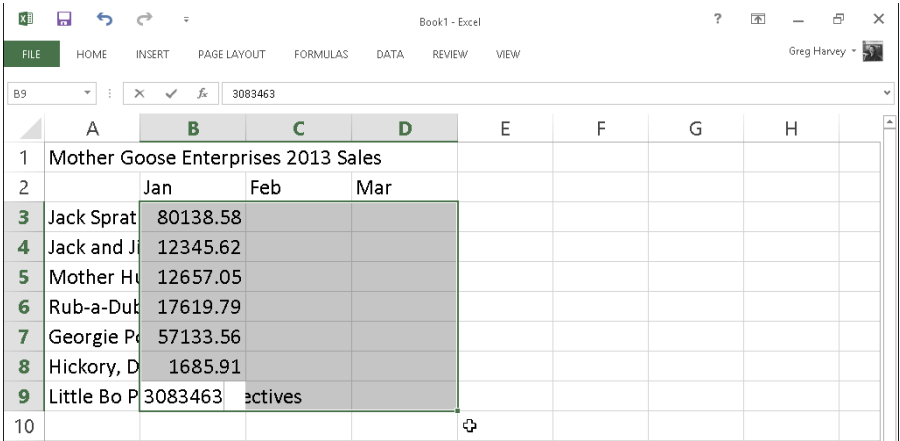 Book1 - Excel ?
FILE HOME INSERT PAGE LAYOUT FORMULAS DATA REVIEW VIEW Greg Harvey
B9 fx 3083463
A B C D E F G H
1 Mother Goose Enterprises 2013 Sales
2 Jan Feb Mar
3 Jack Sprat 80138.58
4 Jack and Ji 12345.62
5 Mother Hu 12657.05
6 Rub-a-Dub 17619.79
7 Georgie Po 57133.56
8 Hickory, D 1685.91
9 Little Bo P 3083463 ectives
10